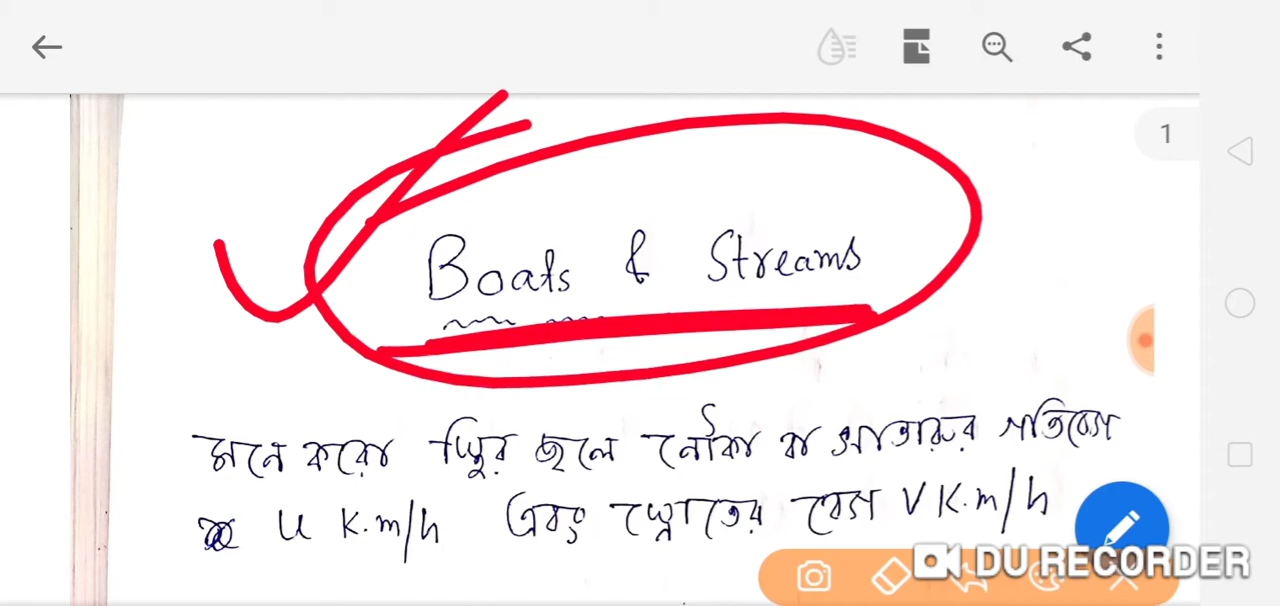 1
Boats & Streams
মনে করো স্থির জলে নৌকা বা সাতারুর গতিবেগ
u K.m/h এবং স্রোতের বেগ V K.m/h
DU RECORDER